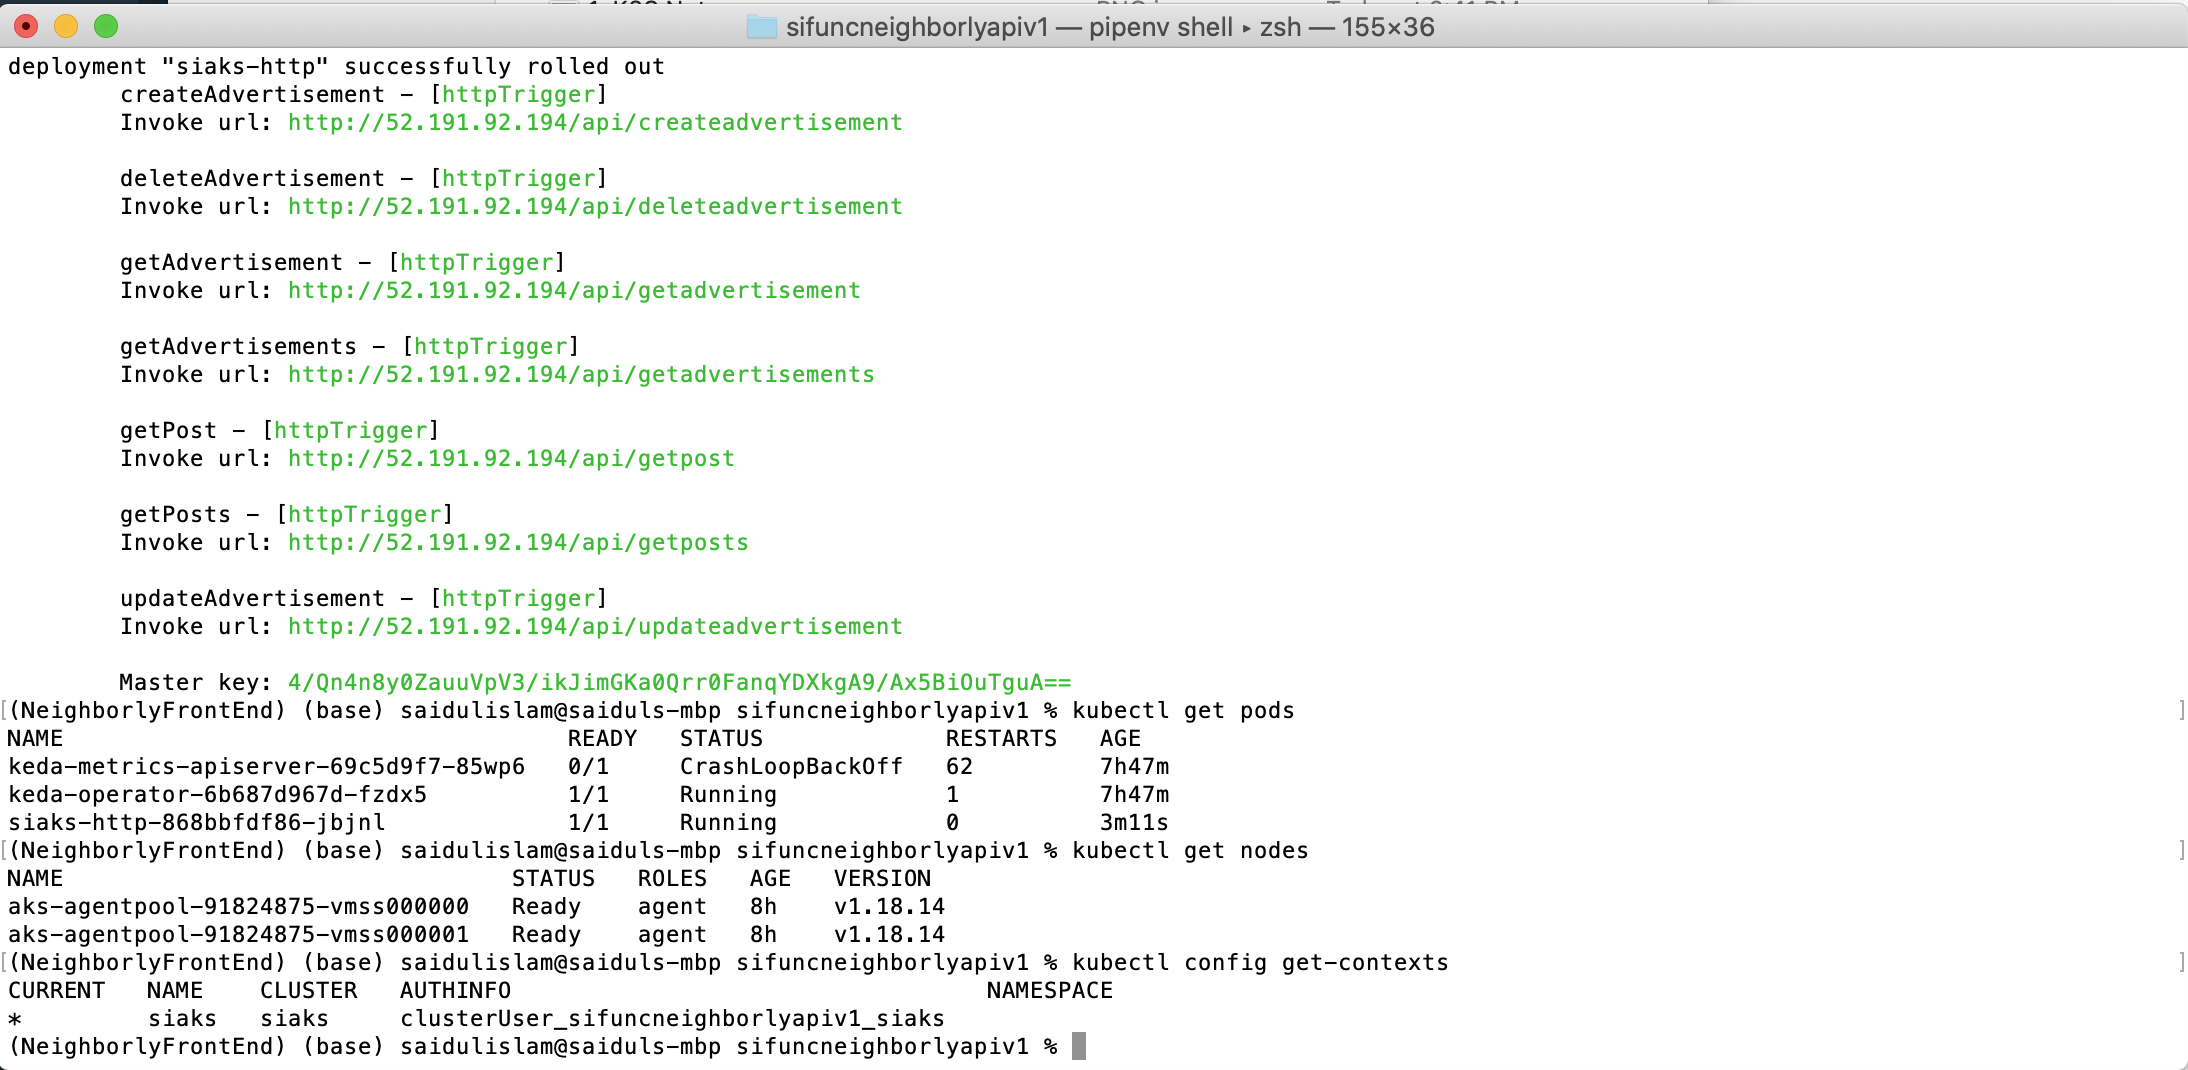 sifuncneighborlyapiv1 — pipenv shell ▸ zsh — 155×36
deployment "siaks-http" successfully rolled out
createAdvertisement - [httpTrigger]
Invoke url: http://52.191.92.194/api/createadvertisement
deleteAdvertisement - [httpTrigger]
Invoke url: http://52.191.92.194/api/deleteadvertisement
getAdvertisement - [httpTrigger]
Invoke url: http://52.191.92.194/api/getadvertisement
getAdvertisements - [httpTrigger]
Invoke url: http://52.191.92.194/api/getadvertisements
getPost - [httpTrigger]
Invoke url: http://52.191.92.194/api/getpost
getPosts - [httpTrigger]
Invoke url: http://52.191.92.194/api/getposts
updateAdvertisement - [httpTrigger]
Invoke url: http://52.191.92.194/api/updateadvertisement
Master key: 4/Qn4n8y0ZauuVpV3/ikJimGKa0Qrr0FanqYDXkgA9/Ax5BiOuTguA==
[(NeighborlyFrontEnd) (base) saidulislam@saiduls-mbp sifuncneighborlyapiv1 % kubectl get pods ]
NAME READY STATUS RESTARTS AGE
keda-metrics-apiserver-69c5d9f7-85wp6 0/1 CrashLoopBackOff 62 7h47m
keda-operator-6b687d967d-fzdx5 1/1 Running 1 7h47m
siaks-http-868bbfdf86-jbjnl 1/1 Running 0 3m11s
[(NeighborlyFrontEnd) (base) saidulislam@saiduls-mbp sifuncneighborlyapiv1 % kubectl get nodes ]
NAME STATUS ROLES AGE VERSION
aks-agentpool-91824875-vmss000000 Ready agent 8h v1.18.14
aks-agentpool-91824875-vmss000001 Ready agent 8h v1.18.14
[(NeighborlyFrontEnd) (base) saidulislam@saiduls-mbp sifuncneighborlyapiv1 % kubectl config get-contexts ]
CURRENT NAME CLUSTER AUTHINFO NAMESPACE
* siaks siaks clusterUser_sifuncneighborlyapiv1_siaks
(NeighborlyFrontEnd) (base) saidulislam@saiduls-mbp sifuncneighborlyapiv1 %